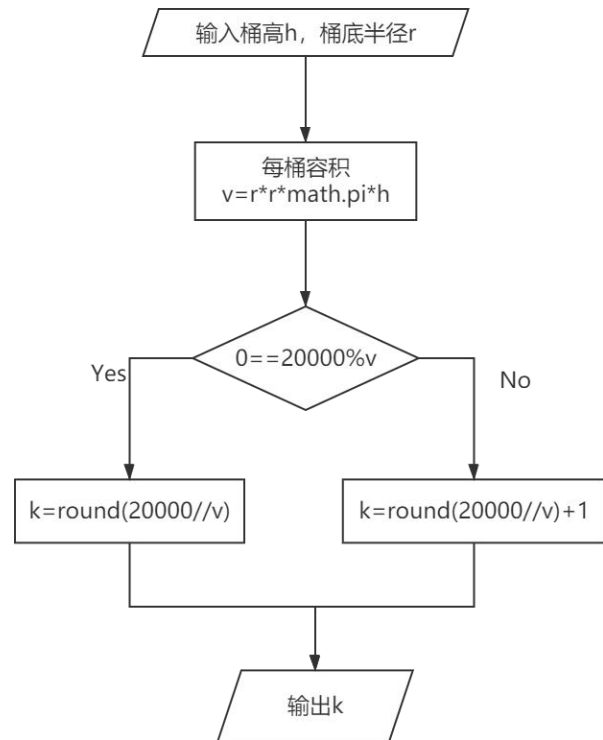 输入桶高h，桶底半径r
每桶容积
v=r*r*math.pi*h
0==20000%v
Yes
No
k=round(20000//v)
k=round(20000//v)+1
输出k